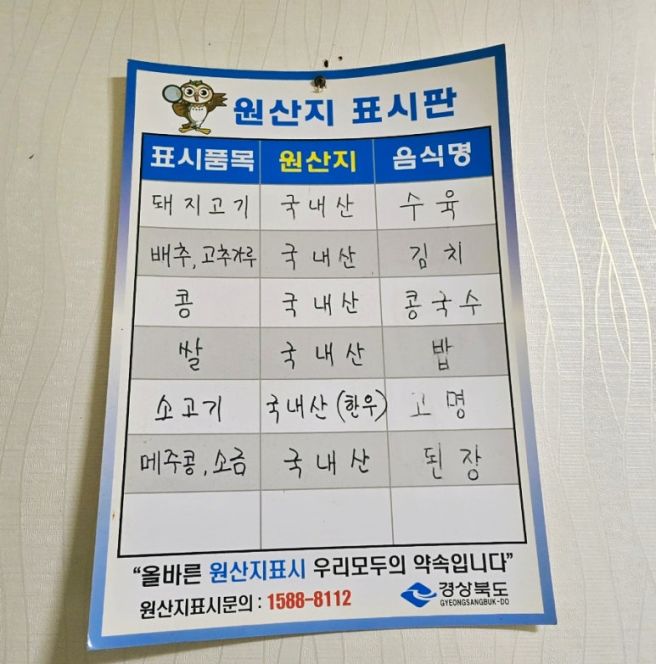 원산지 표시판
표시품목 원산지 음식명
돼지고기 국내산 수육
배추, 고추가루 국내산 김치
콩 국내산 콩국수
쌀 국내산 밥
소고기 국내산(한우) 고명
메주콩, 소금 국내산 된장
“올바른 원산지표시 우리모두의 약속입니다”
원산지표시문의 : 1588-8112
경상북도
GYEONGSANGBUK-DO